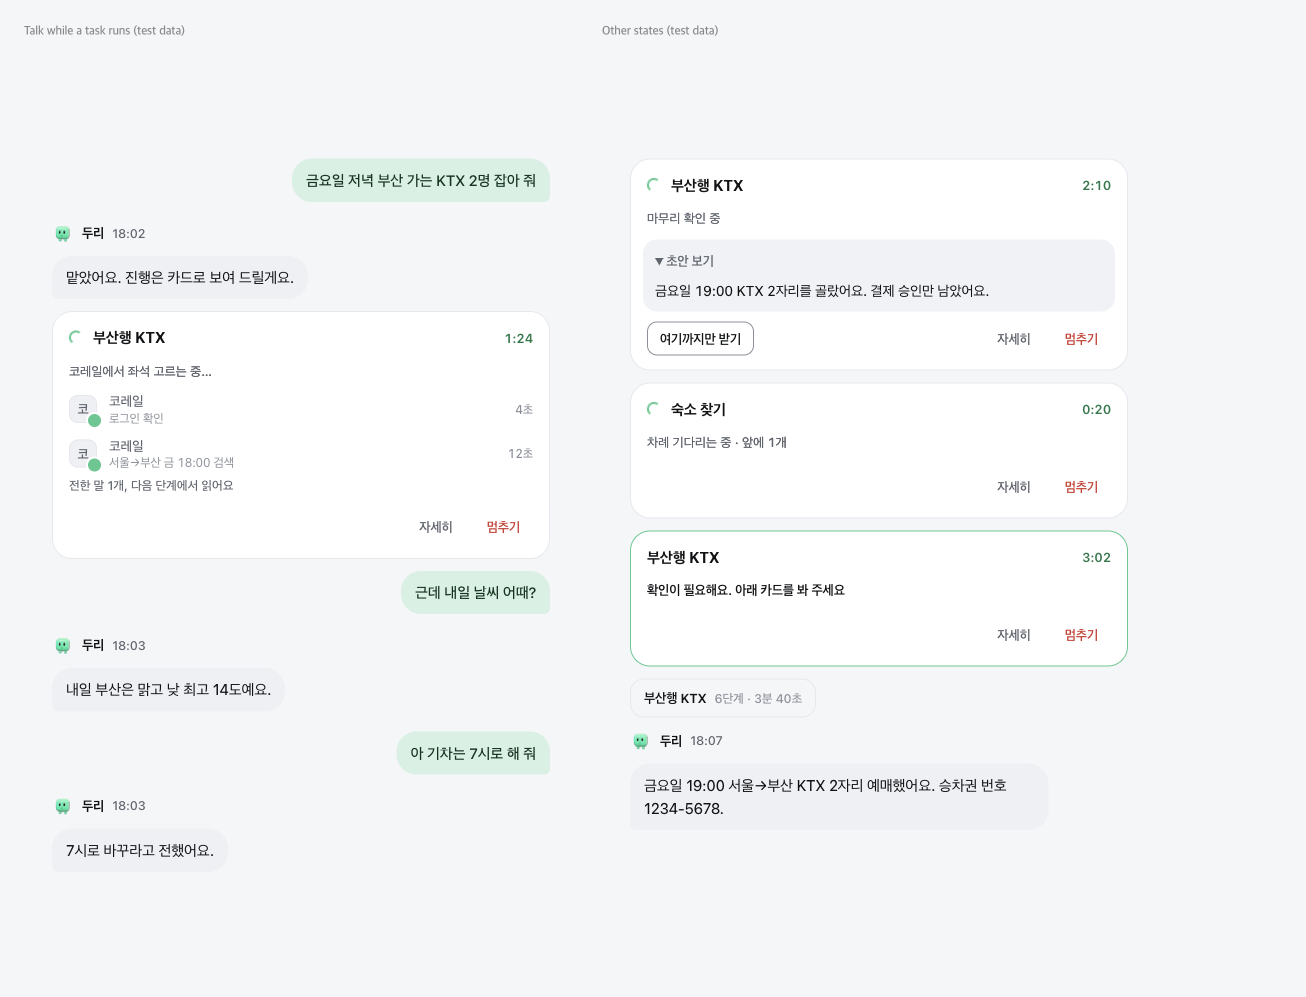 Talk while a task runs (test data)
금요일 저녁 부산 가는 KTX 2명 잡아 줘
두리 18:02
맡았어요. 진행은 카드로 보여 드릴게요.
부산행 KTX 1:24
코레일에서 좌석 고르는 중...
코 코레일
로그인 확인 4초
코 코레일
서울→부산 금 18:00 검색 12초
전한 말 1개, 다음 단계에서 읽어요
자세히 멈추기
근데 내일 날씨 어때?
두리 18:03
내일 부산은 맑고 낮 최고 14도예요.
아 기차는 7시로 해 줘
두리 18:03
7시로 바꾸라고 전했어요.
Other states (test data)
부산행 KTX 2:10
마무리 확인 중
▼ 초안 보기
금요일 19:00 KTX 2자리를 골랐어요. 결제 승인만 남았어요.
여기까지만 받기 자세히 멈추기
숙소 찾기 0:20
차례 기다리는 중 · 앞에 1개
자세히 멈추기
부산행 KTX 3:02
확인이 필요해요. 아래 카드를 봐 주세요
자세히 멈추기
부산행 KTX 6단계 · 3분 40초
두리 18:07
금요일 19:00 서울→부산 KTX 2자리 예매했어요. 승차권 번호
1234-5678.